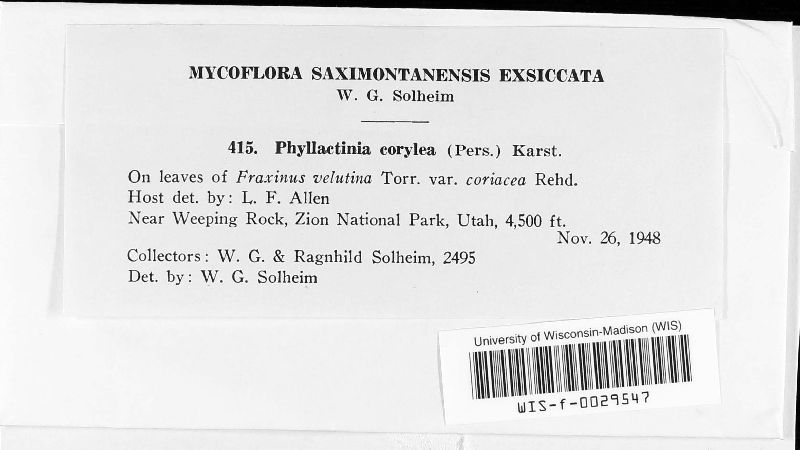 MYCOFLORA SAXIMONTANENSIS EXSICCATA
W. G. Solheim
415. Phyllactinia corylea (Pers.) Karst.
On leaves of Fraxinus velutina Torr. var. coriacea Rehd.
Host det. by: L. F. Allen
Near Weeping Rock, Zion National Park, Utah, 4,500 ft.
Nov. 26, 1948
Collectors: W. G. & Ragnhild Solheim, 2495
Det. by: W. G. Solheim
University of Wisconsin-Madison (WIS)
WIS-f-0029547